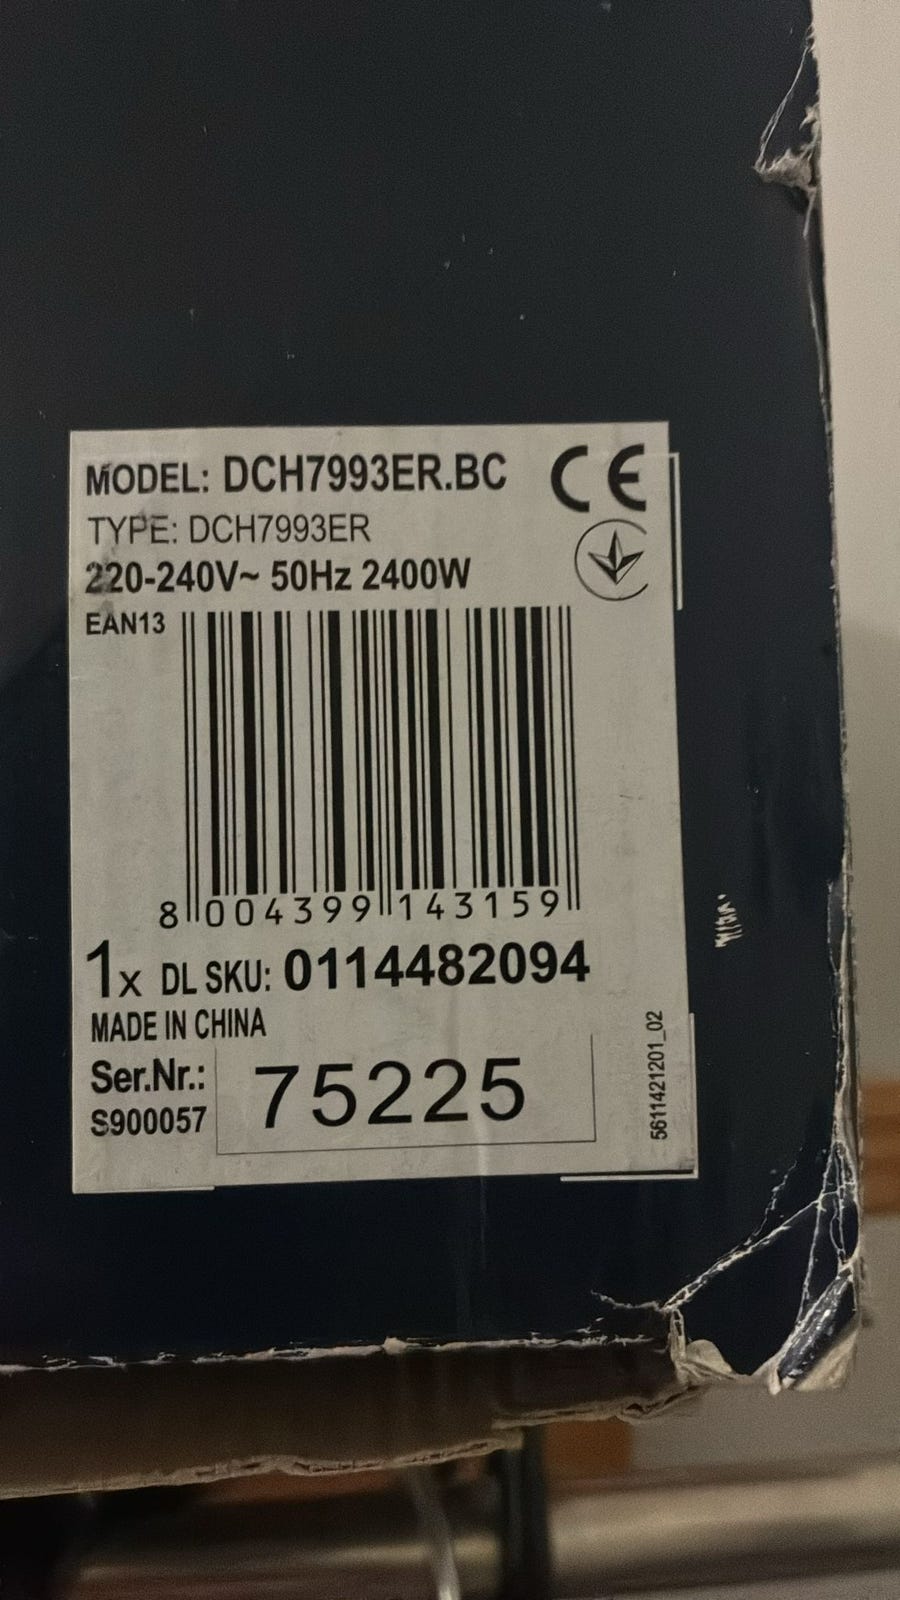 MODEL: DCH7993ER.BC CE
TYPE: DCH7993ER
220-240V~ 50Hz 2400W
EAN13
8 004399 143159
1x DL SKU: 0114482094
MADE IN CHINA
Ser.Nr.:
S900057
75225
5611421201_02